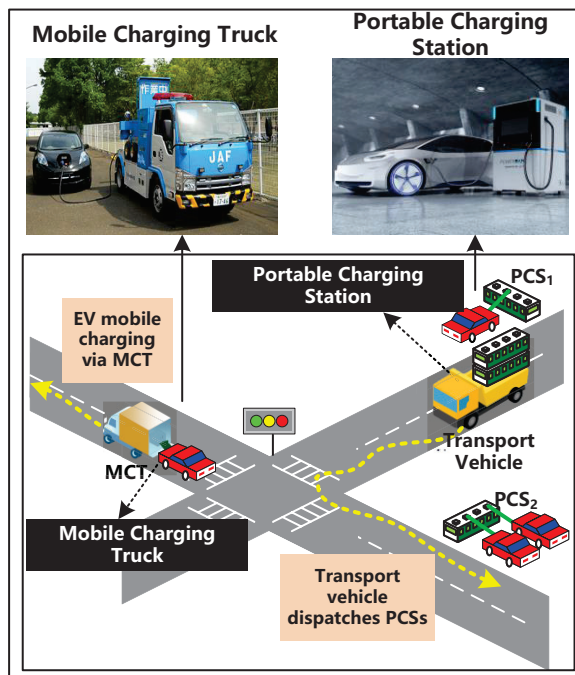 Mobile Charging Truck
Portable Charging
Station
作業中
JAF
Portable Charging
Station
PCS₁
EV mobile
charging
via MCT
MCT
Transport
Vehicle
Mobile Charging
Truck
PCS₂
Transport
vehicle
dispatches PCSs